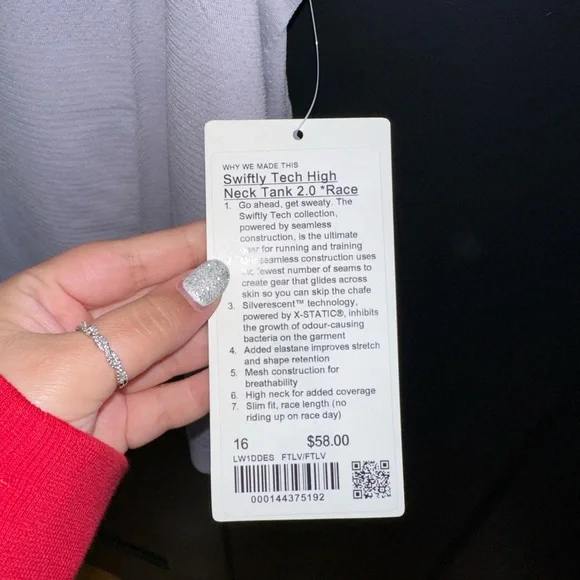 WHY WE MADE THIS
Swiftly Tech High
Neck Tank 2.0 *Race
1. Go ahead, get sweaty. The
Swiftly Tech collection,
powered by seamless
construction, is the ultimate
for running and training
seamless construction uses
fewest number of seams to
create gear that glides across
skin so you can skip the chafe
3. Silverescent™ technology,
powered by X-STATIC®, inhibits
the growth of odour-causing
bacteria on the garment
4. Added elastane improves stretch
and shape retention
5. Mesh construction for
breathability
6. High neck for added coverage
7. Slim fit, race length (no
riding up on race day)
16 $58.00
LW1DDES FTLV/FTLV
000144375192